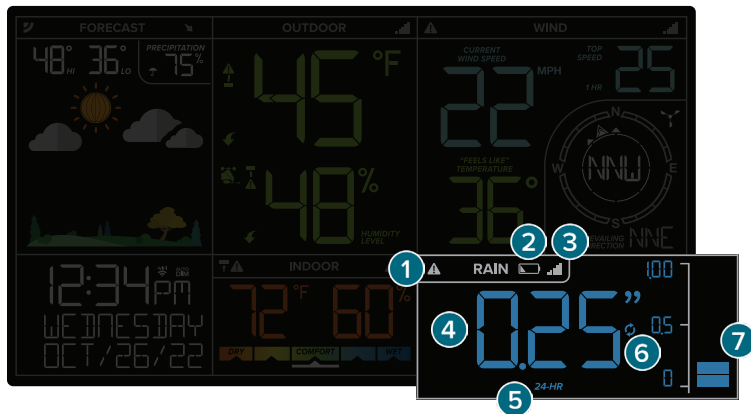 FORECAST
OUTDOOR
WIND
48° HI 36° LO
PRECIPITATION
75%
45°F
CURRENT
WIND SPEED
22 MPH
TOP
SPEED
1 HR
25
48%
HUMIDITY
LEVEL
"FEELS LIKE"
TEMPERATURE
36°
N
W
E
S
NNW
PREVAILING
DIRECTION
NNE
12:34PM
AUTO
DIM
WEDNESDAY
OCT/26/22
INDOOR
72°F 60%
DRY COMFORT WET
1 RAIN 2 3
4 0.25” 6
5 24-HR
1.00
0.5
0
7